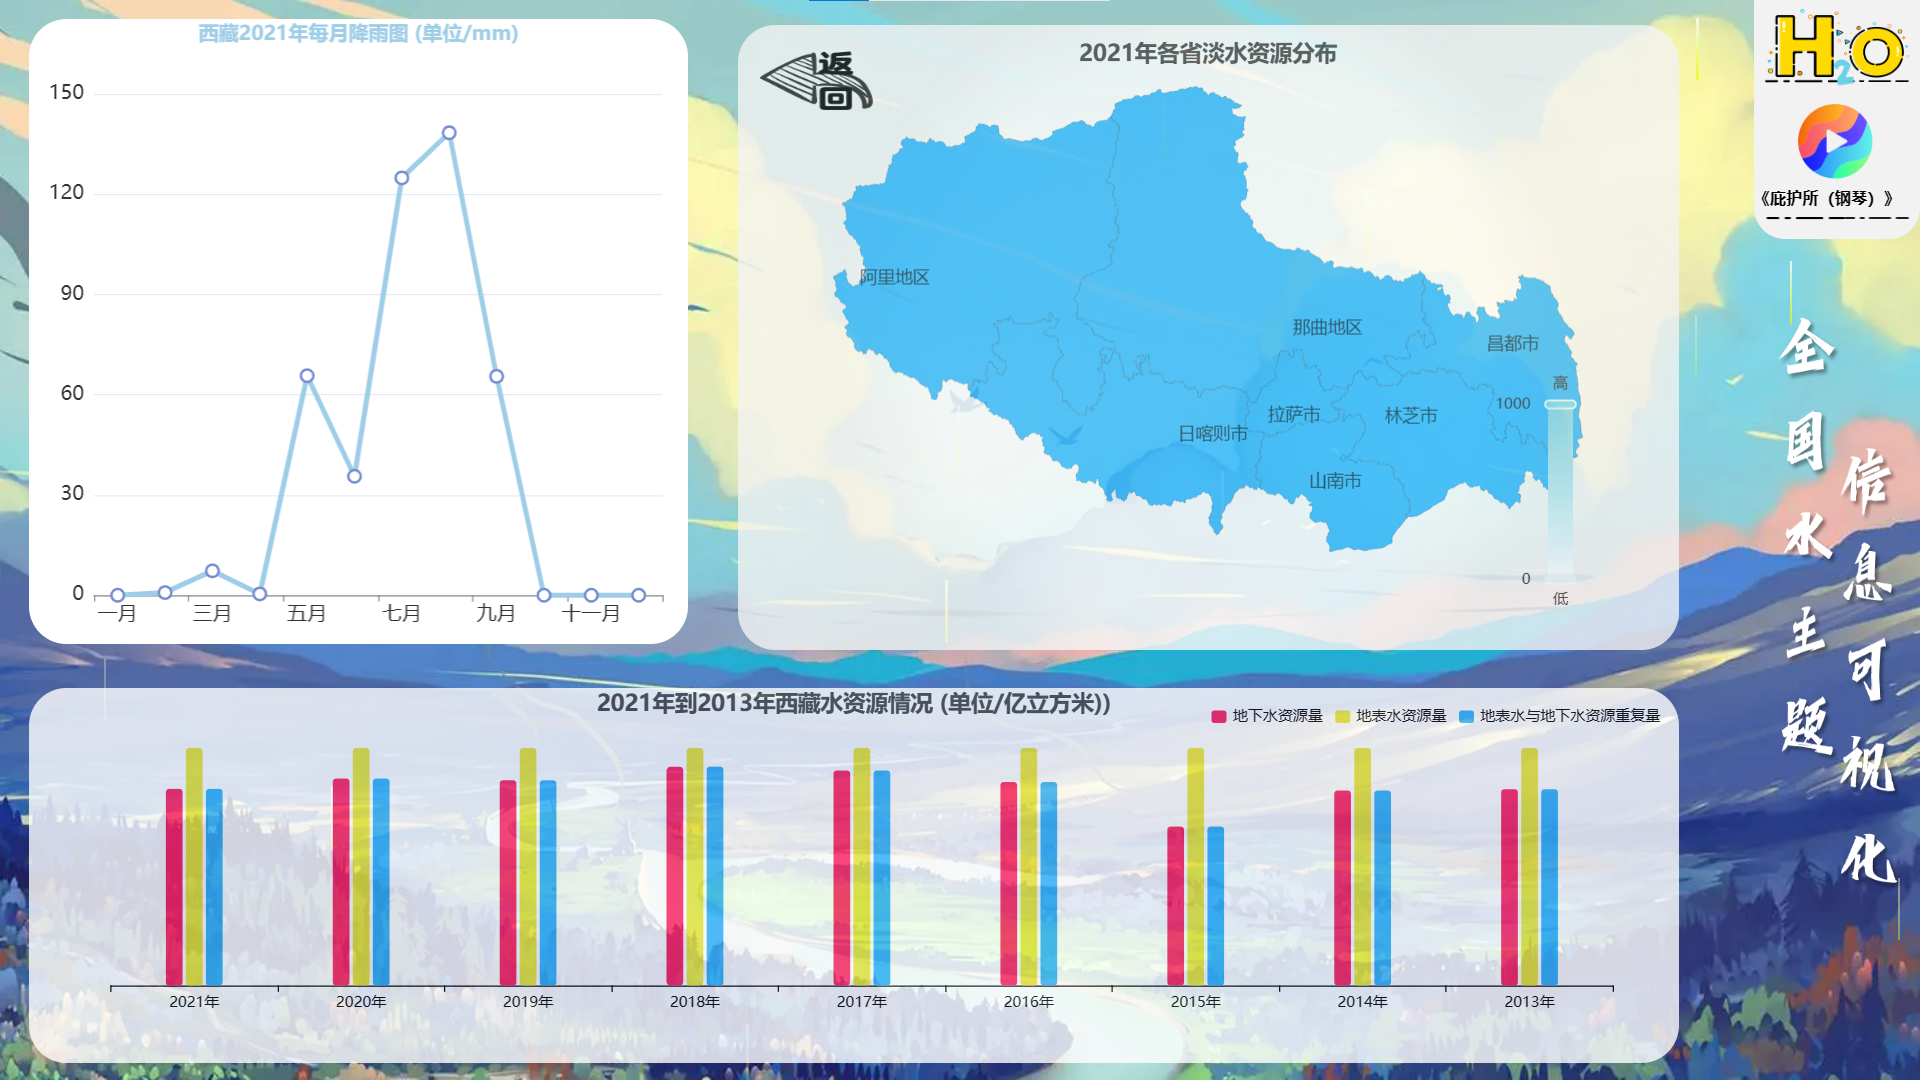 西藏2021年每月降雨图 (单位/mm)
150
120
90
60
30
0
一月
三月
五月
七月
九月
十一月
返回
2021年各省淡水资源分布
阿里地区
那曲地区
昌都市
日喀则市
拉萨市
林芝市
山南市
高
1000
0
低
H2O
《庇护所（钢琴）》
全国水主题
信息可视化
2021年到2013年西藏水资源情况 (单位/亿立方米))
地下水资源量
地表水资源量
地表水与地下水资源重复量
2021年
2020年
2019年
2018年
2017年
2016年
2015年
2014年
2013年